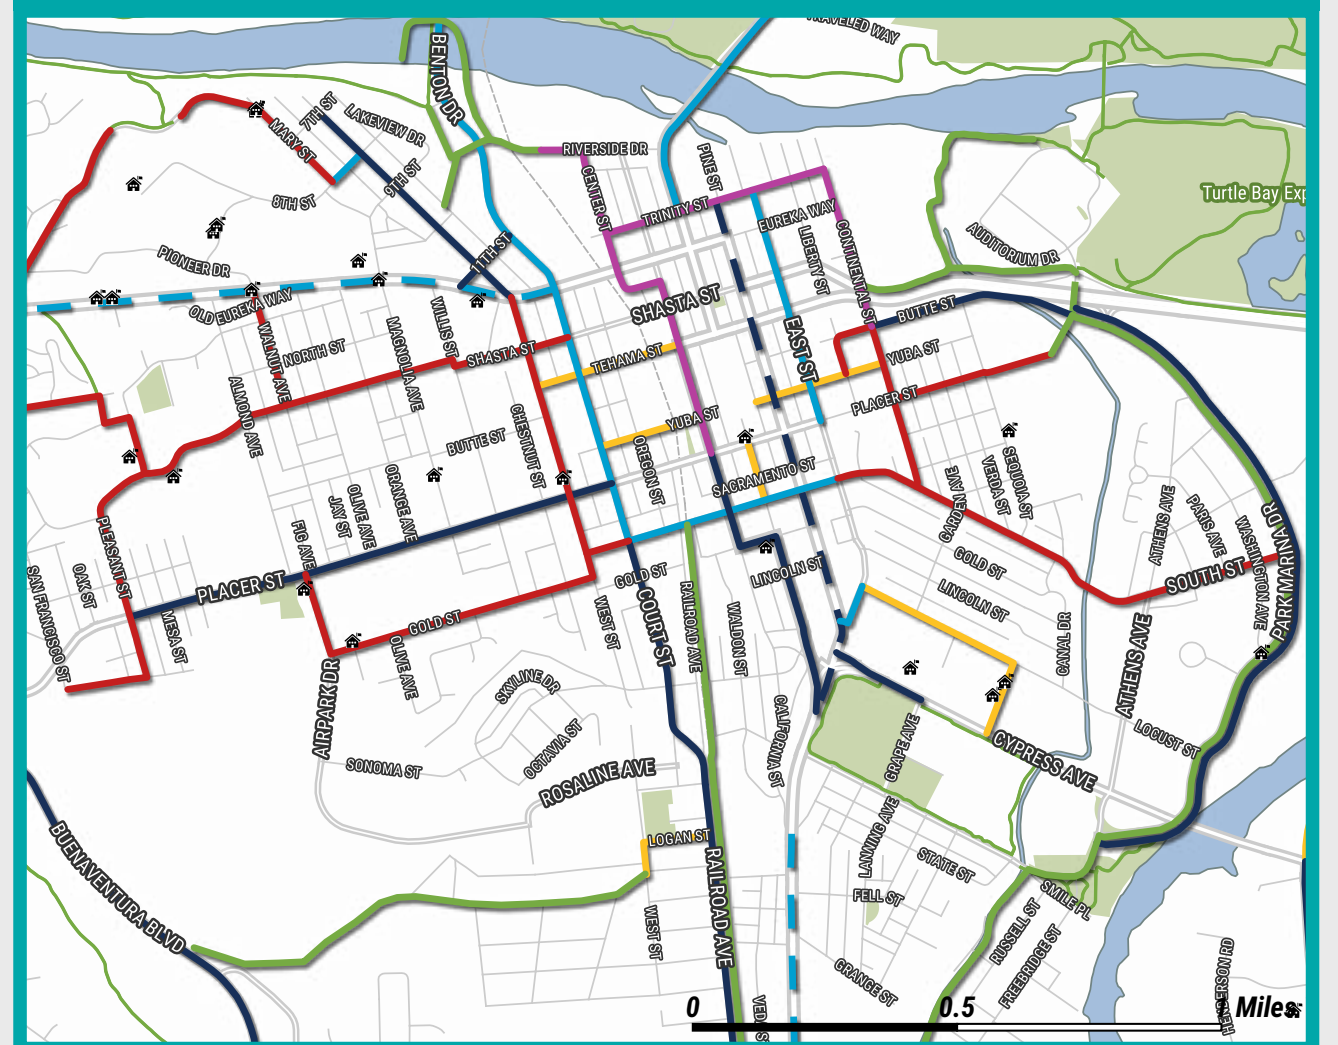 TRAVELED WAY
BENTON DR
7TH ST
LAKEVIEW DR
MARY ST
RIVERSIDE DR
PINE ST
9TH ST
CENTER ST
8TH ST
TRINITY ST
EUREKA WAY
Turtle Bay Exp
AUDITORIUM DR
LIBERTY ST
CONTINENTAL ST
11TH ST
PIONEER DR
OLD EUREKA WAY
SHASTA ST
BUTTE ST
WILLIS ST
WALNUT AVE
NORTH ST
MAGNOLIA AVE
SHASTA ST
TEHAMA ST
EAST ST
YUBA ST
PLACER ST
ALMOND AVE
CHESTNUT ST
YUBA ST
BUTTE ST
OREGON ST
SACRAMENTO ST
JAY ST
OLIVE AVE
ORANGE AVE
GARDEN AVE
VERDA ST
SEQUOIA ST
ATHENS AVE
PARIS AVE
WASHINGTON AVE
PARK MARINA DR
FIG AVE
PLEASANT ST
OAK ST
SAN FRANCISCO ST
PLACER ST
MESA ST
GOLD ST
GOLD ST
LINCOLN ST
GOLD ST
SOUTH ST
LINCOLN ST
WEST ST
COURT ST
RAILROAD AVE
WALDON ST
CANAL DR
ATHENS AVE
OLIVE AVE
AIRPARK DR
SKYLINE DR
OCTAVIA ST
SONOMA ST
ROSALINE AVE
CALIFORNIA ST
GRAPE AVE
CYPRESS AVE
LOCUST ST
LOGAN ST
BUENAVENTURA BLVD
LANNING AVE
STATE ST
FELL ST
SMILE PL
WEST ST
RAILROAD AVE
RUSSELL ST
FREEBRIDGE ST
GRANGE ST
HENDERSON RD
0 0.5 1 Miles